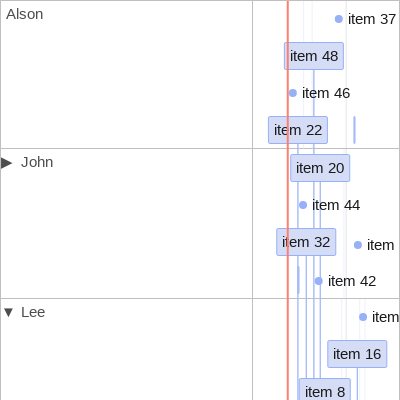 Alson
item 37
item 48
item 46
item 22
▶ John
item 20
item 44
item 32
item
item 42
▼ Lee
item
item 16
item 8